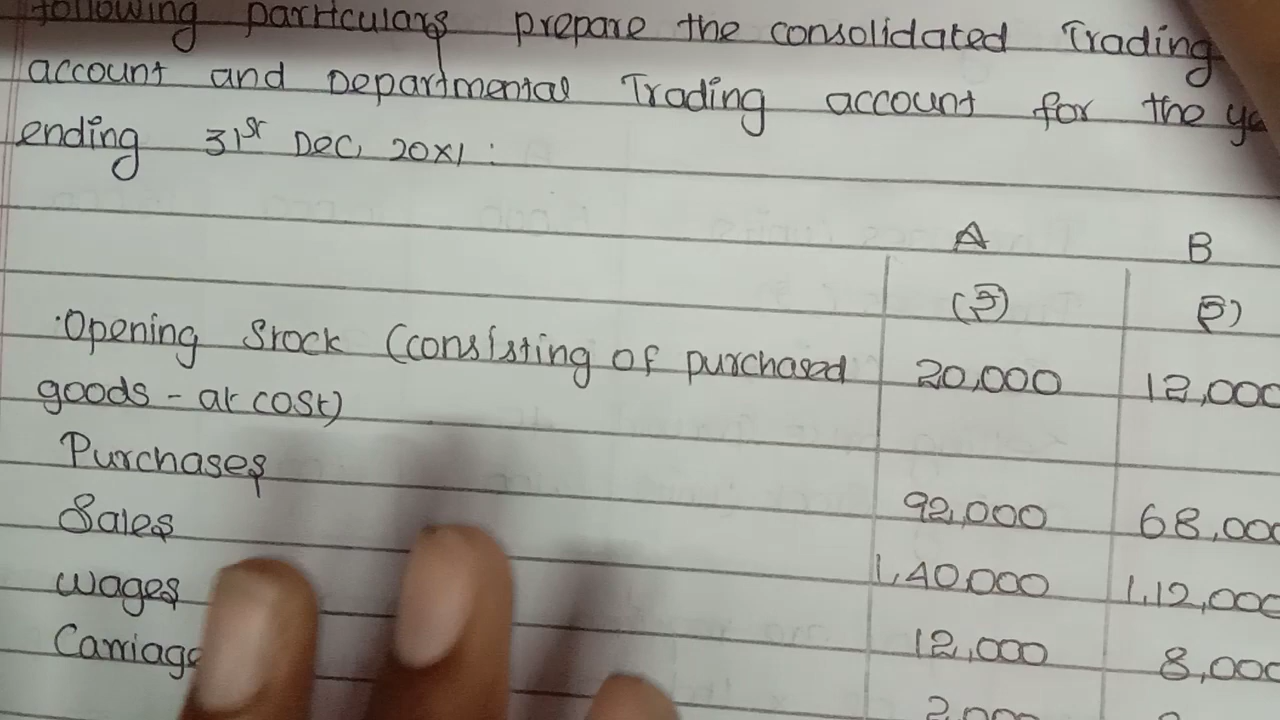 following particulars prepare the consolidated Trading
account and Departmental Trading account for the
ending 31st Dec, 20X1 :
A B
(₹) ₹)
Opening Stock (consisting of purchased 20,000 12,000
goods - at cost)
Purchases 92,000 68,000
Sales 1,40,000 1,12,000
Wages 12,000 8,000
Carriage 2,000